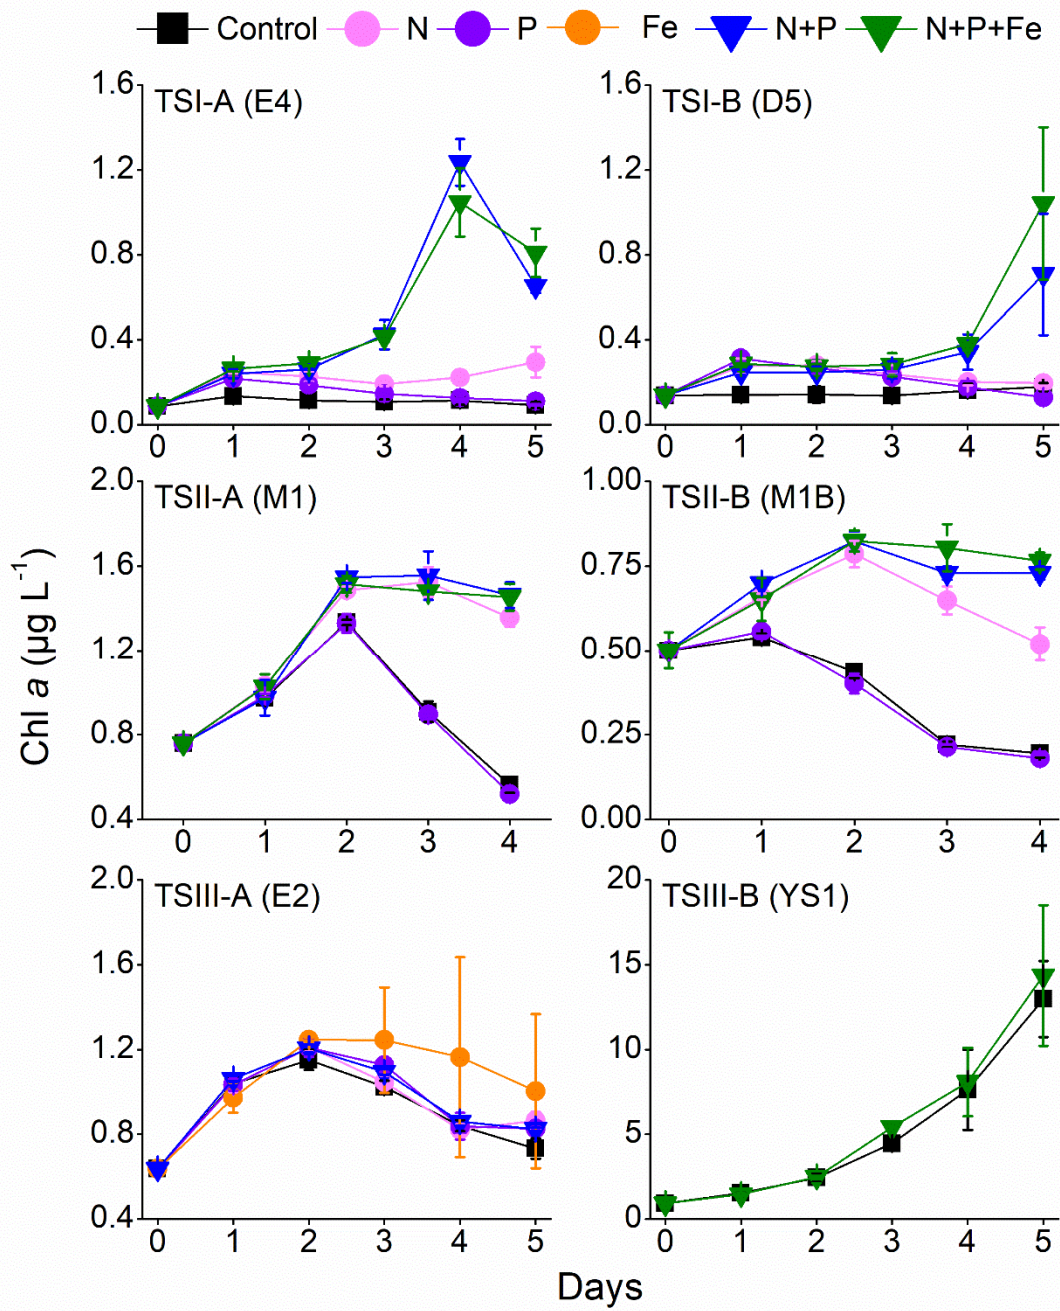 Control N P Fe N+P N+P+Fe
TSI-A (E4)
1.6
1.2
0.8
0.4
0.0
0 1 2 3 4 5
TSI-B (D5)
1.6
1.2
0.8
0.4
0.0
0 1 2 3 4 5
TSII-A (M1)
2.0
1.6
1.2
0.8
0.4
0 1 2 3 4
TSII-B (M1B)
1.00
0.75
0.50
0.25
0.00
0 1 2 3 4
TSIII-A (E2)
2.0
1.6
1.2
0.8
0.4
0 1 2 3 4 5
TSIII-B (YS1)
20
15
10
5
0
0 1 2 3 4 5
Chl a (µg L⁻¹)
Days